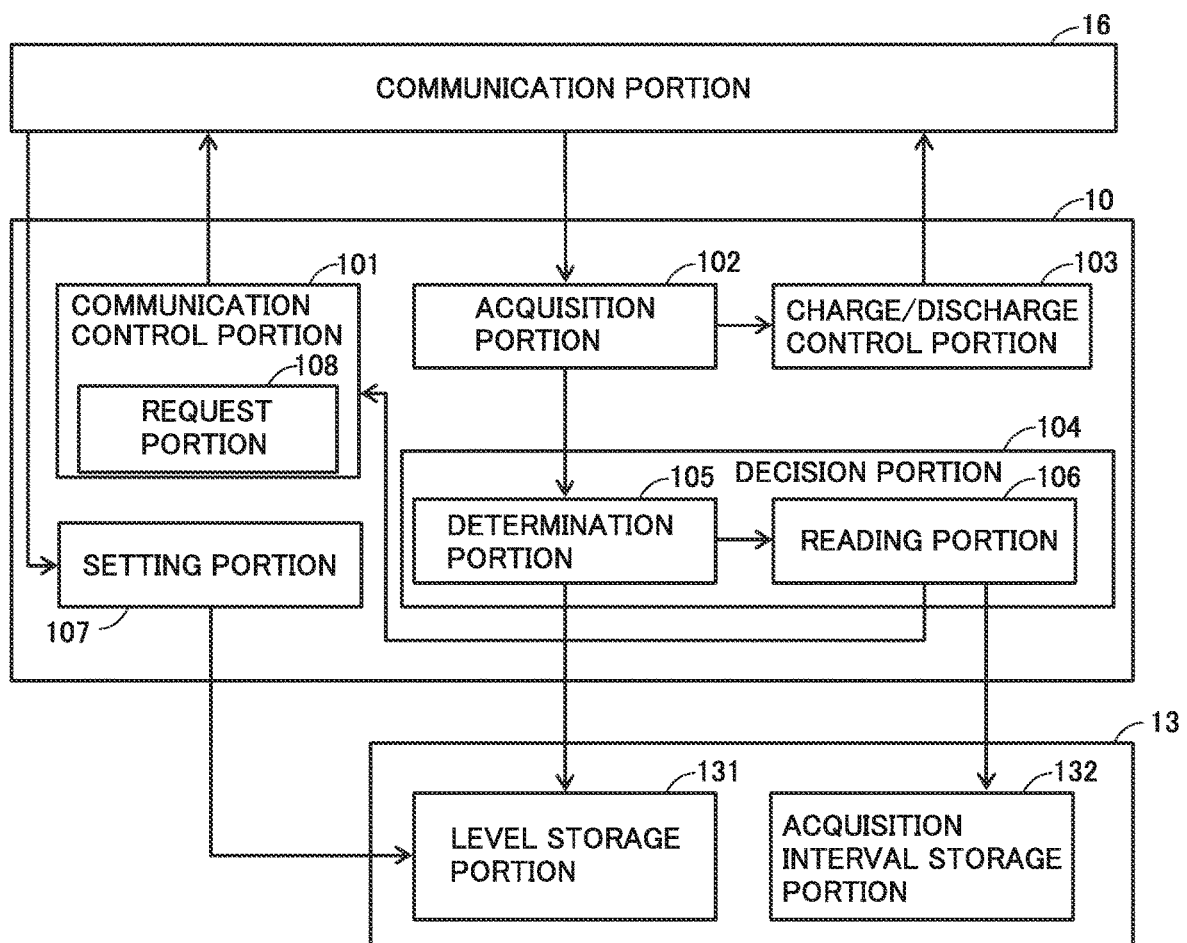 16
COMMUNICATION PORTION
10
101
COMMUNICATION
CONTROL PORTION
108
REQUEST
PORTION
102
ACQUISITION
PORTION
103
CHARGE/DISCHARGE
CONTROL PORTION
104
DECISION PORTION
105
DETERMINATION
PORTION
106
READING PORTION
SETTING PORTION
107
13
131
LEVEL STORAGE
PORTION
132
ACQUISITION
INTERVAL STORAGE
PORTION